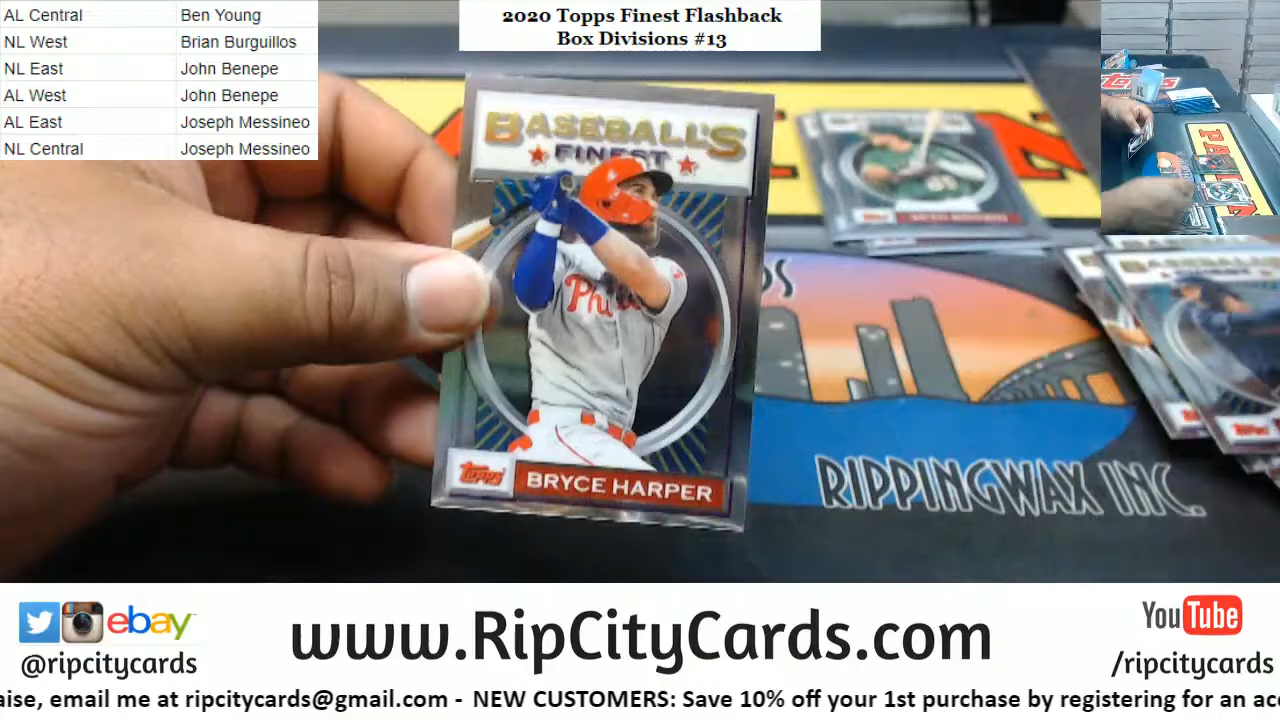 AL Central Ben Young
NL West Brian Burguillos
NL East John Benepe
AL West John Benepe
AL East Joseph Messineo
NL Central Joseph Messineo
2020 Topps Finest Flashback
Box Divisions #13
BASEBALL'S
FINEST
Phi
topps
BRYCE HARPER
RIPPINGWAX INC.
ebay
@ripcitycards
www.RipCityCards.com
YouTube
/ripcitycards
aise, email me at ripcitycards@gmail.com - NEW CUSTOMERS: Save 10% off your 1st purchase by registering for an acc